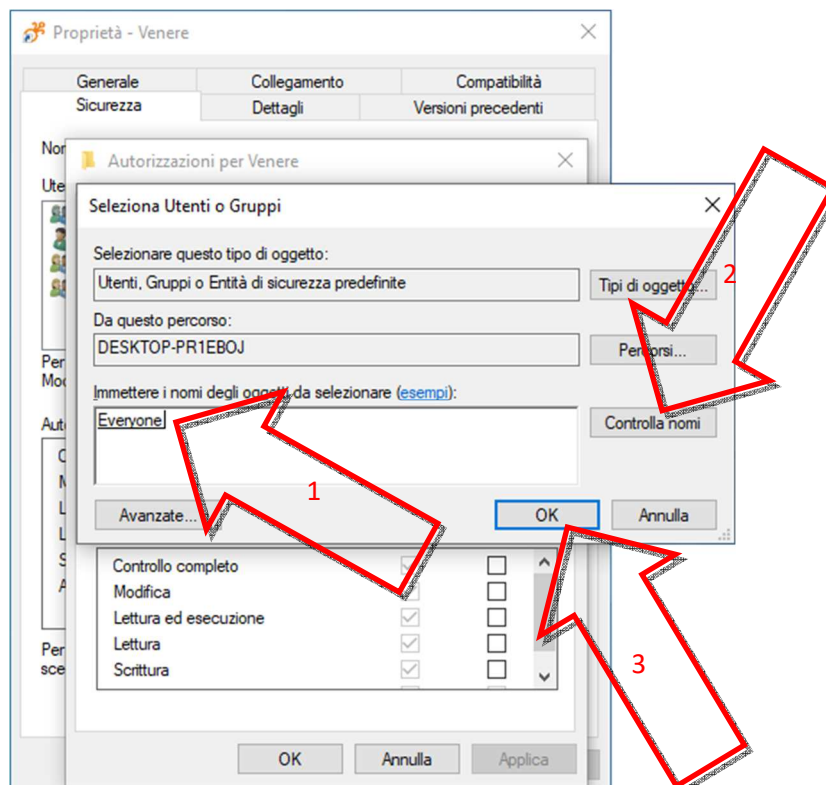 Proprietà - Venere
Generale Collegamento Compatibilità
Sicurezza Dettagli Versioni precedenti
Autorizzazioni per Venere
Seleziona Utenti o Gruppi
Selezionare questo tipo di oggetto:
Utenti, Gruppi o Entità di sicurezza predefinite Tipi di oggetto... 2
Da questo percorso:
DESKTOP-PR1EBOJ Percorsi...
Immettere i nomi degli oggetti da selezionare (esempi):
Everyone Controlla nomi
1
Avanzate... OK Annulla
Controllo completo
Modifica
Lettura ed esecuzione
Lettura
3
Scrittura
OK Annulla Applica